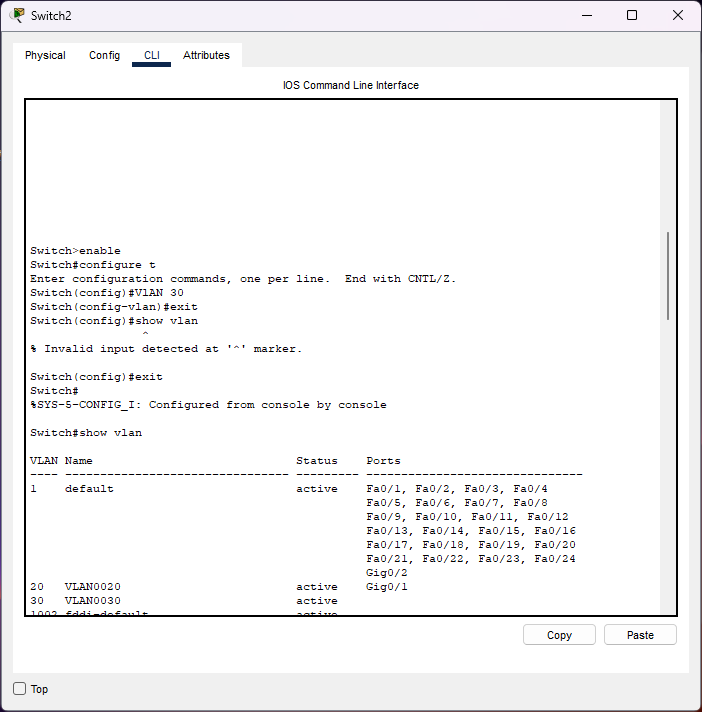 Switch2
Physical Config CLI Attributes
IOS Command Line Interface
Switch>enable
Switch#configure t
Enter configuration commands, one per line.  End with CNTL/Z.
Switch(config)#VlAN 30
Switch(config-vlan)#exit
Switch(config)#show vlan
                ^
% Invalid input detected at '^' marker.
Switch(config)#exit
Switch#
%SYS-5-CONFIG_I: Configured from console by console
Switch#show vlan
VLAN Name                             Status    Ports
---- -------------------------------- --------- -------------------------------
1    default                          active    Fa0/1, Fa0/2, Fa0/3, Fa0/4
                                                Fa0/5, Fa0/6, Fa0/7, Fa0/8
                                                Fa0/9, Fa0/10, Fa0/11, Fa0/12
                                                Fa0/13, Fa0/14, Fa0/15, Fa0/16
                                                Fa0/17, Fa0/18, Fa0/19, Fa0/20
                                                Fa0/21, Fa0/22, Fa0/23, Fa0/24
                                                Gig0/2
20   VLAN0020                         active    Gig0/1
30   VLAN0030                         active
1002 fddi-default                     active
Copy Paste
Top